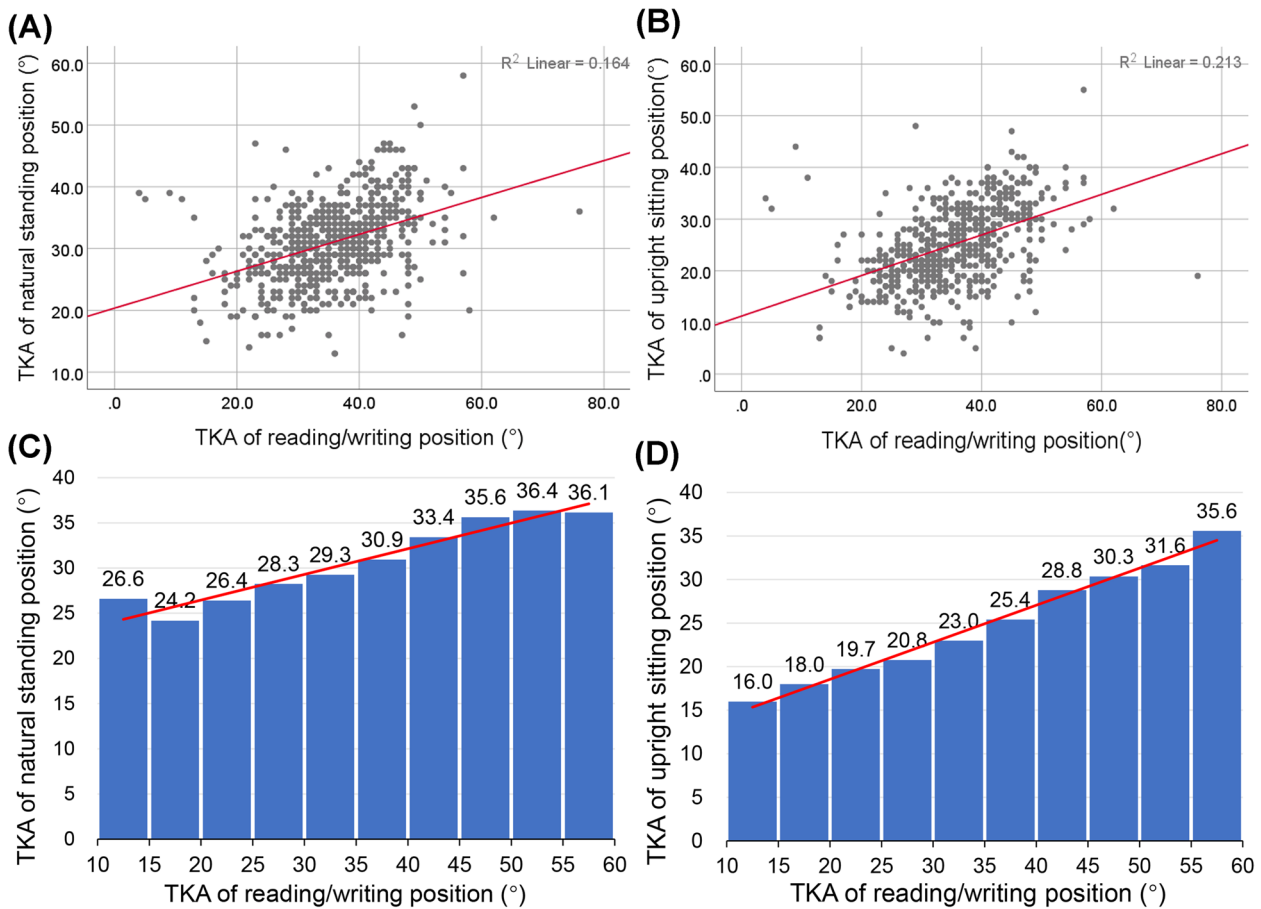 (A)
TKA of natural standing position (°)
R² Linear = 0.164
60.0
50.0
40.0
30.0
20.0
10.0
.0 20.0 40.0 60.0 80.0
TKA of reading/writing position (°)
(B)
TKA of upright sitting position(°)
R² Linear = 0.213
60.0
50.0
40.0
30.0
20.0
10.0
.0
.0 20.0 40.0 60.0 80.0
TKA of reading/writing position(°)
(C)
TKA of natural standing position (°)
40
35
30
25
20
15
10
5
0
26.6 24.2 26.4 28.3 29.3 30.9 33.4 35.6 36.4 36.1
10 15 20 25 30 35 40 45 50 55 60
TKA of reading/writing position (°)
(D)
TKA of upright sitting position (°)
40
35
30
25
20
15
10
5
0
16.0 18.0 19.7 20.8 23.0 25.4 28.8 30.3 31.6 35.6
10 15 20 25 30 35 40 45 50 55 60
TKA of reading/writing position (°)